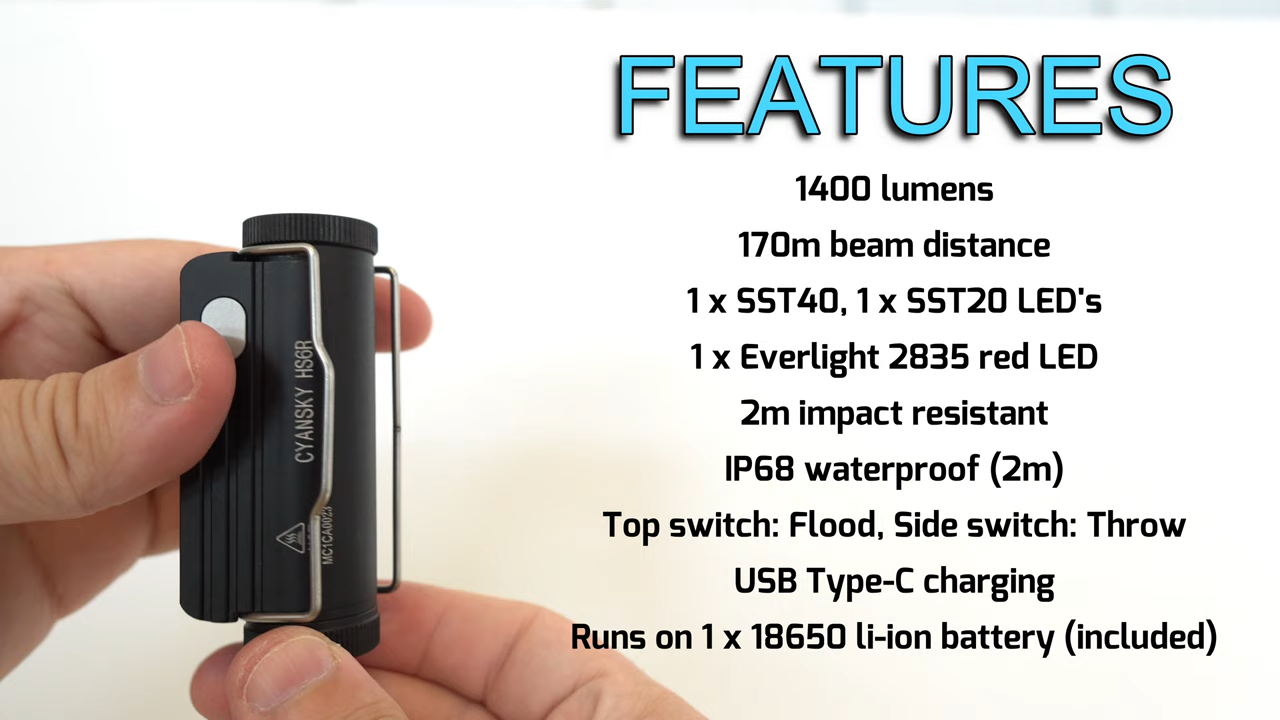 FEATURES
1400 lumens
170m beam distance
1 x SST40, 1 x SST20 LED's
1 x Everlight 2835 red LED
2m impact resistant
IP68 waterproof (2m)
Top switch: Flood, Side switch: Throw
USB Type-C charging
Runs on 1 x 18650 li-ion battery (included)
CYANSKY HS6R
MC1CA0023